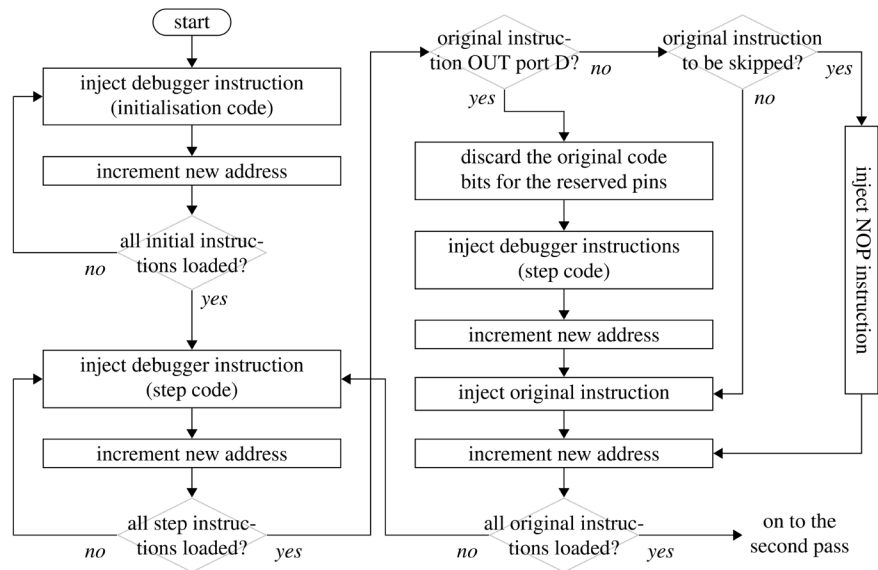 start
inject debugger instruction
(initialisation code)
increment new address
all initial instruc-
tions loaded?
no
yes
inject debugger instruction
(step code)
increment new address
all step instruc-
tions loaded?
no
yes
original instruc-
tion OUT port D?
no
yes
original instruction
to be skipped?
yes
no
discard the original code
bits for the reserved pins
inject debugger instructions
(step code)
increment new address
inject original instruction
increment new address
inject NOP instruction
all original instruc-
tions loaded?
no
yes
on to the
second pass